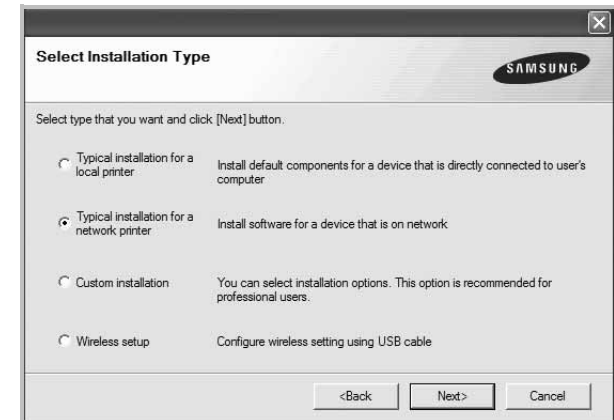 Select Installation Type
SAMSUNG
Select type that you want and click [Next] button.
Typical installation for a
local printer
Install default components for a device that is directly connected to user's
computer
Typical installation for a
network printer
Install software for a device that is on network
Custom installation
You can select installation options. This option is recommended for
professional users.
Wireless setup
Configure wireless setting using USB cable
<Back
Next>
Cancel